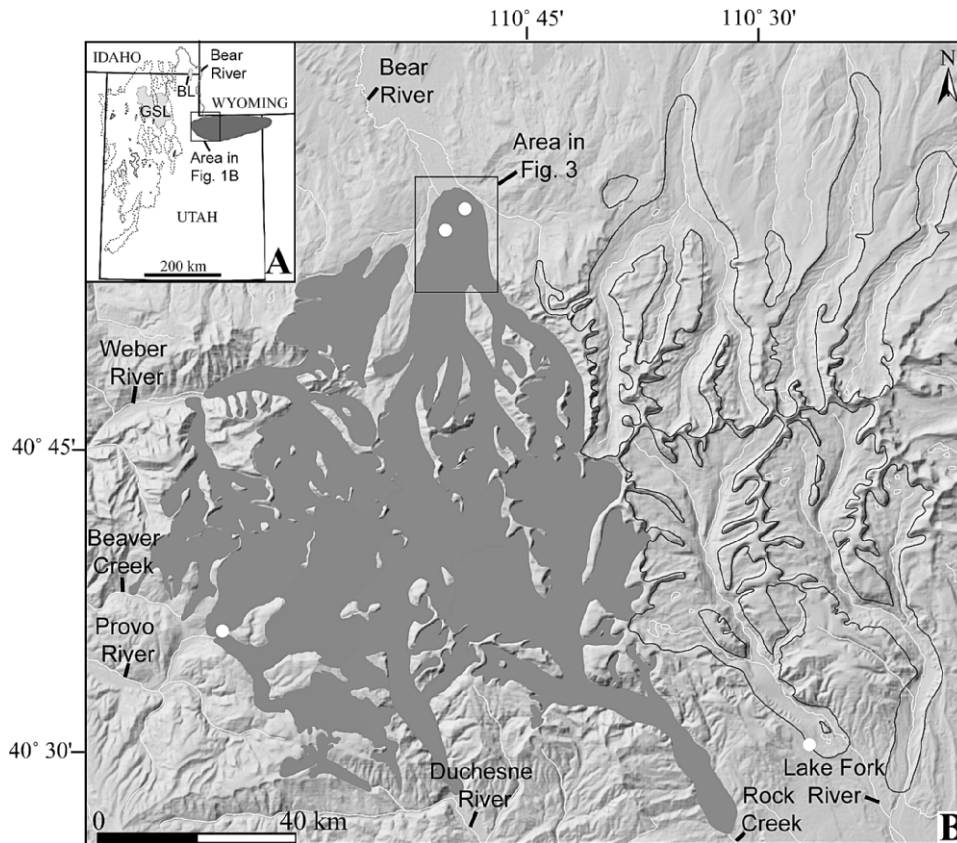 110° 45'
110° 30'
IDAHO
Bear
River
BL
WYOMING
GSL
Area in
Fig. 1B
UTAH
200 km
A
Bear
River
Area in
Fig. 3
N
Weber
River
40° 45'
Beaver
Creek
Provo
River
40° 30'
Duchesne
River
Lake Fork
River
Rock
Creek
0
40 km
B